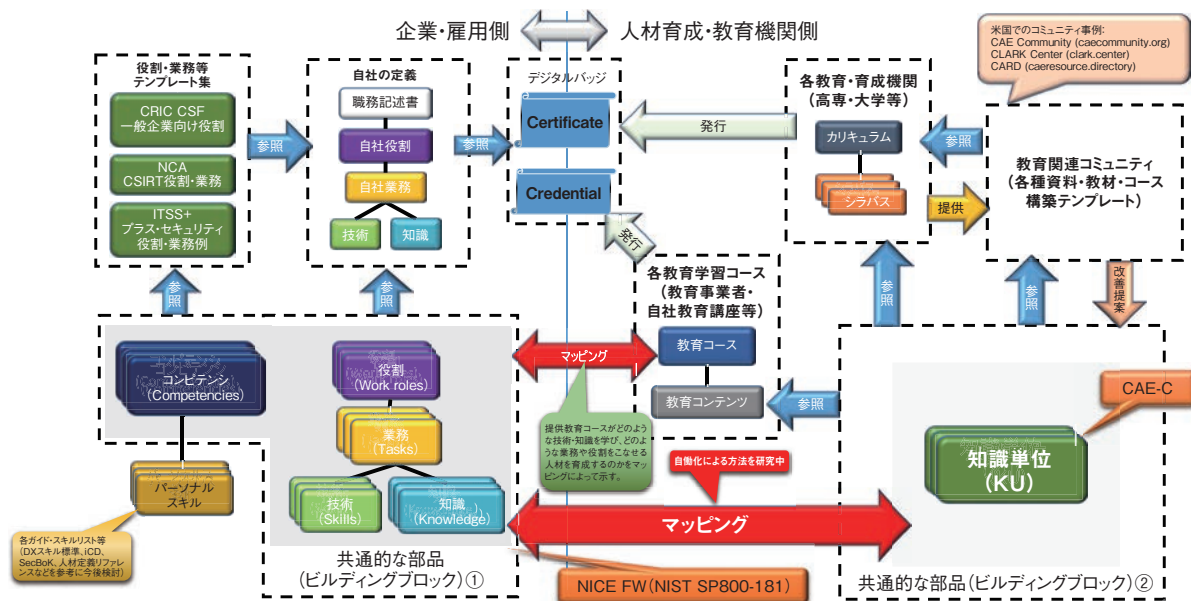 企業・雇用側
人材育成・教育機関側
米国でのコミュニティ事例:
CAE Community (caecommunity.org)
CLARK Center (clark.center)
CARD (caeresource.directory)
役割・業務等
テンプレート集
CRIC CSF
一般企業向け役割
NCA
CSIRT役割・業務
ITSS+
プラス・セキュリティ
役割・業務例
参照
自社の定義
職務記述書
自社役割
自社業務
技術
知識
参照
デジタルバッジ
Certificate
Credential
発行
発行
各教育・育成機関
(高専・大学等)
カリキュラム
シラバス
参照
提供
教育関連コミュニティ
(各種資料・教材・コース
構築テンプレート)
参照
参照
各教育学習コース
(教育事業者・
自社教育講座等)
教育コース
教育コンテンツ
参照
参照
参照
改善提案
コンピテンシ
(Competencies)
パーソナル
スキル
各ガイド・スキルリスト等
(DXスキル標準、iCD、
SecBoK、人材定義リファレ
ンスなどを参考に今後検討)
役割
(Work roles)
業務
(Tasks)
技術
(Skills)
知識
(Knowledge)
共通的な部品
(ビルディングブロック)①
マッピング
提供教育コースがどのよう
な技術・知識を学び、どのよ
うな業務や役割をこなせる
人材を育成するのかをマッ
ピングによって示す。
自動化による方法を研究中
マッピング
NICE FW(NIST SP800-181)
CAE-C
知識単位
(KU)
共通的な部品(ビルディングブロック)②